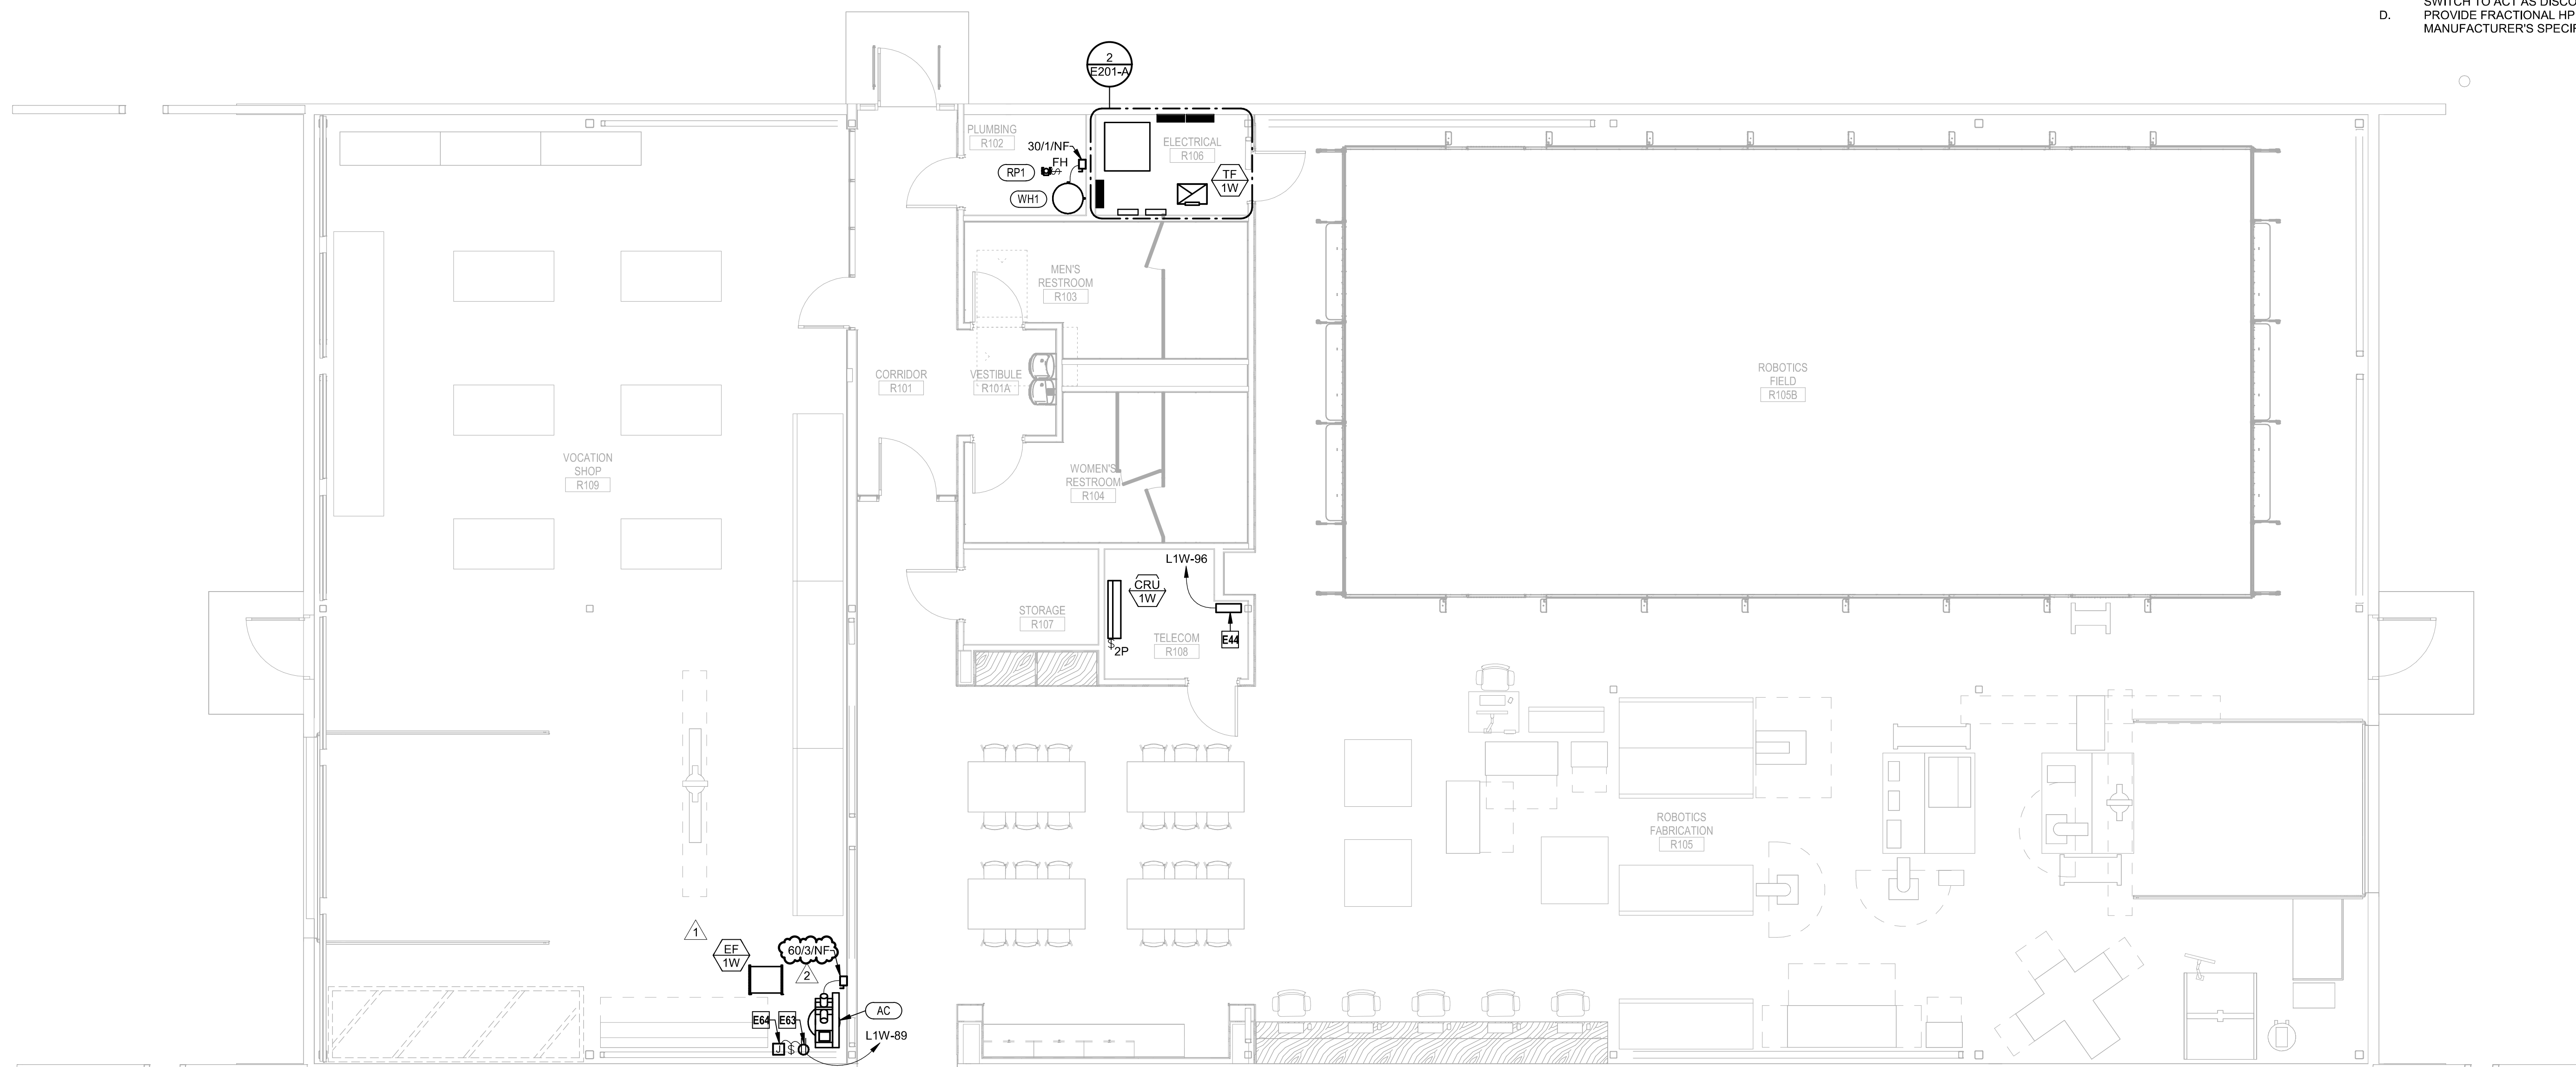 SWITCH TO ACT AS DISCO
D. PROVIDE FRACTIONAL HP
MANUFACTURER'S SPECIF
2
E201-A
PLUMBING
R102
30/1/NF
FH
RP1
$
WH1
ELECTRICAL
R106
TF
1W
MEN'S
RESTROOM
R103
CORRIDOR
R101
VESTIBULE
R101A
ROBOTICS
FIELD
R105B
VOCATION
SHOP
R109
WOMEN'S
RESTROOM
R104
L1W-96
CRU
1W
STORAGE
R107
TELECOM
R108
E44
$
2P
ROBOTICS
FABRICATION
R105
1
EF
1W
60/3/NF
2
AC
E64
E63
L1W-89
J
$